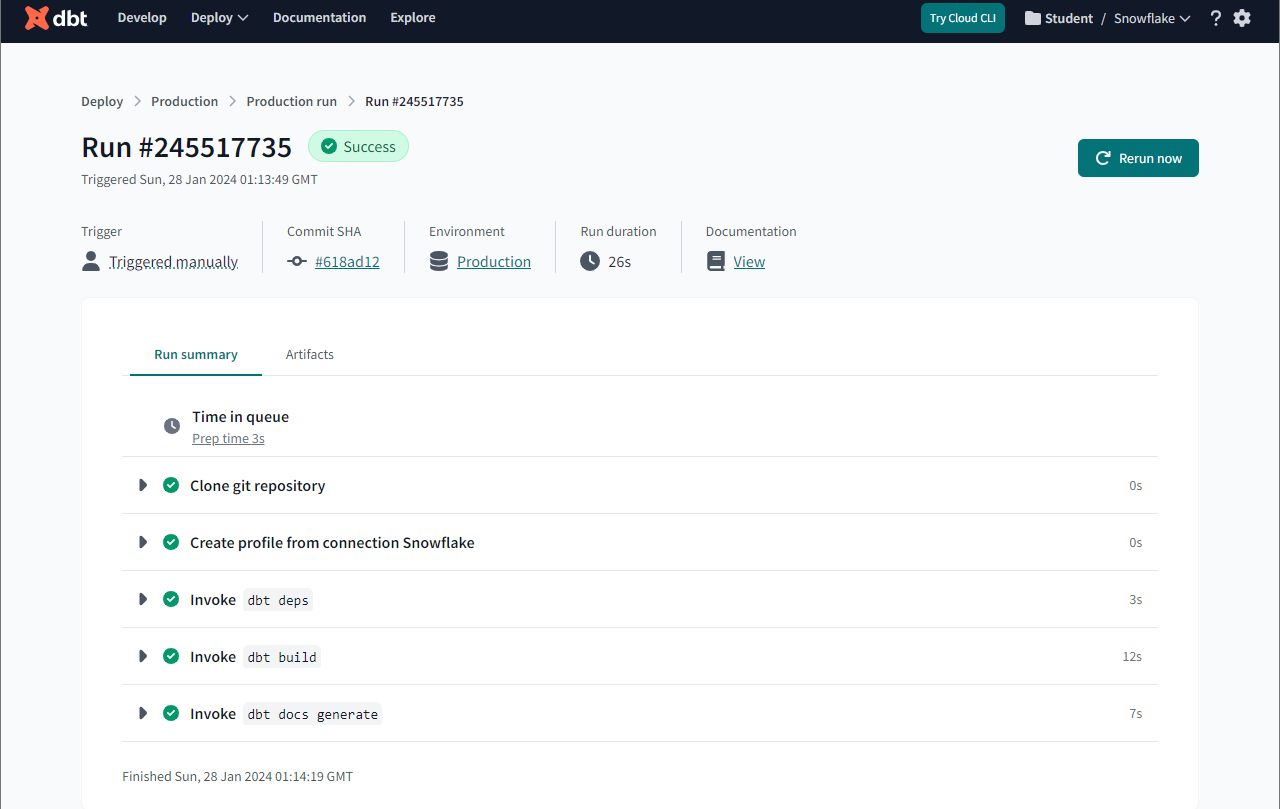 dbt Develop Deploy Documentation Explore Try Cloud CLI Student / Snowflake ?
Deploy > Production > Production run > Run #245517735
Run #245517735 Success
Rerun now
Triggered Sun, 28 Jan 2024 01:13:49 GMT
Trigger Commit SHA Environment Run duration Documentation
Triggered manually #618ad12 Production 26s View
Run summary Artifacts
Time in queue
Prep time 3s
Clone git repository 0s
Create profile from connection Snowflake 0s
Invoke dbt deps 3s
Invoke dbt build 12s
Invoke dbt docs generate 7s
Finished Sun, 28 Jan 2024 01:14:19 GMT